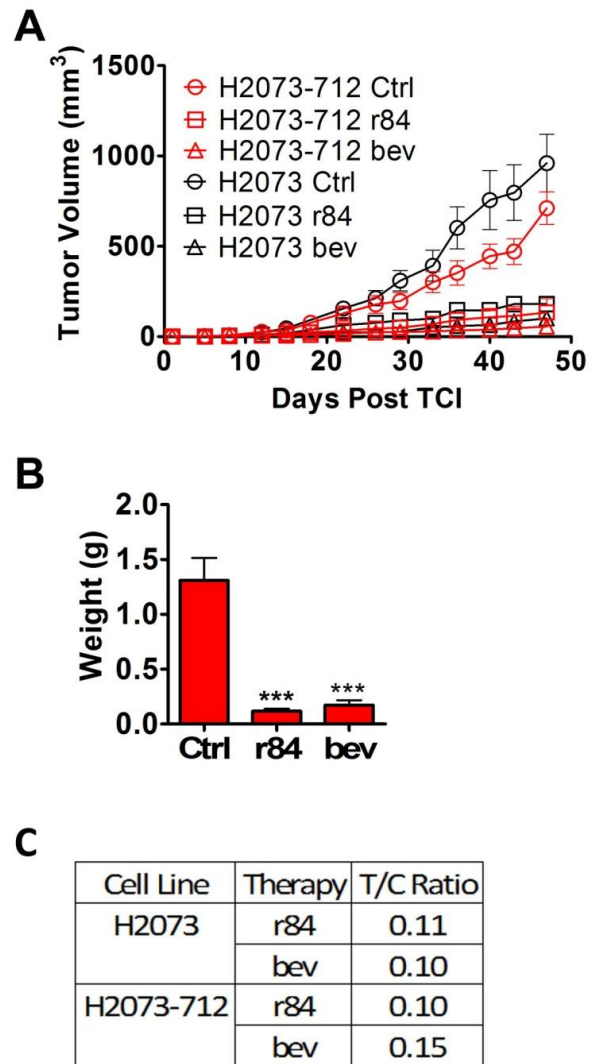 A
Tumor Volume (mm³)
1500
1000
500
0
H2073-712 Ctrl
H2073-712 r84
H2073-712 bev
H2073 Ctrl
H2073 r84
H2073 bev
0 10 20 30 40 50
Days Post TCI
B
Weight (g)
2.0
1.5
1.0
0.5
0.0
*** ***
Ctrl r84 bev
C
Cell Line Therapy T/C Ratio
H2073 r84 0.11
bev 0.10
H2073-712 r84 0.10
bev 0.15